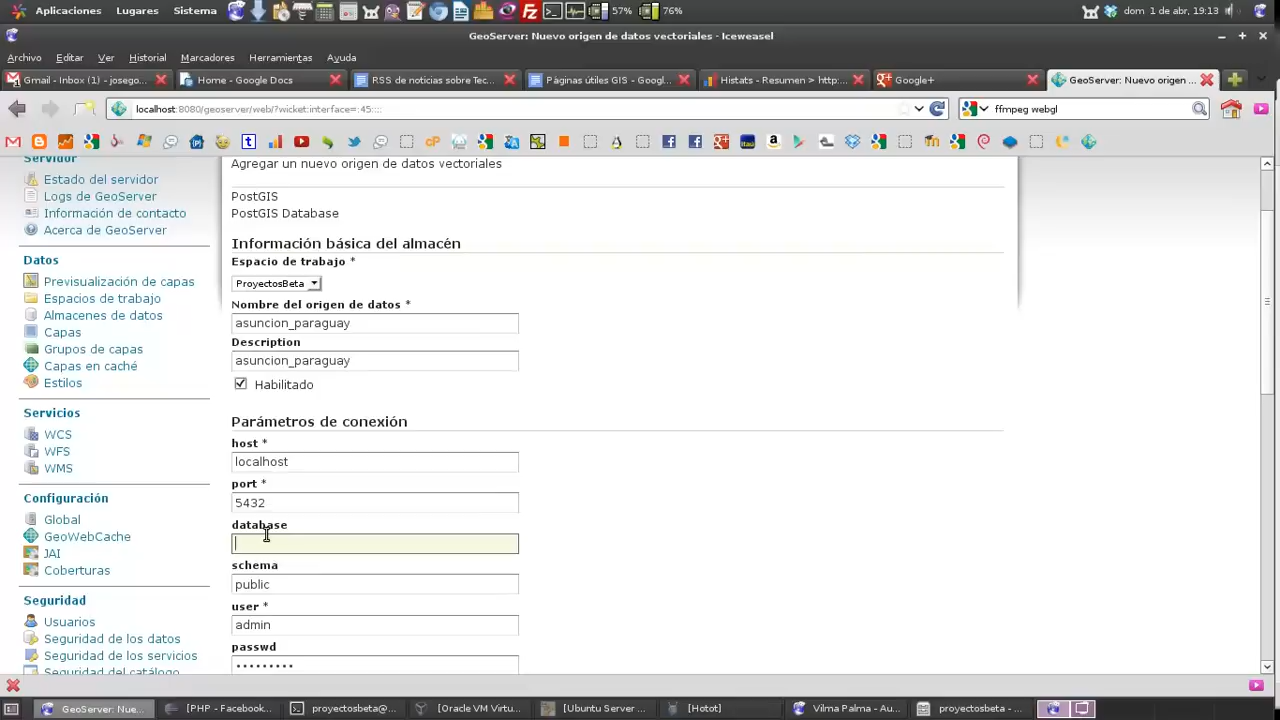 Aplicaciones Lugares Sistema 57% 76% dom 1 de abr, 19:13
GeoServer: Nuevo origen de datos vectoriales - Iceweasel
Archivo Editar Ver Historial Marcadores Herramientas Ayuda
Gmail - Inbox (1) - josego... Home - Google Docs RSS de noticias sobre Tec... Páginas útiles GIS - Googl... Histats - Resumen > http:... Google+ GeoServer: Nuevo origen ...
localhost:8080/geoserver/web/?wicket:interface=:45:::: ffmpeg webgl
Servidor
Estado del servidor
Logs de GeoServer
Información de contacto
Acerca de GeoServer
Datos
Previsualización de capas
Espacios de trabajo
Almacenes de datos
Capas
Grupos de capas
Capas en caché
Estilos
Servicios
WCS
WFS
WMS
Configuración
Global
GeoWebCache
JAI
Coberturas
Seguridad
Usuarios
Seguridad de los datos
Seguridad de los servicios
Seguridad del catálogo
Agregar un nuevo origen de datos vectoriales
PostGIS
PostGIS Database
Información básica del almacén
Espacio de trabajo *
ProyectosBeta
Nombre del origen de datos *
asuncion_paraguay
Description
asuncion_paraguay
Habilitado
Parámetros de conexión
host *
localhost
port *
5432
database
schema
public
user *
admin
passwd
•••••••••
GeoServer: Nue... [PHP - Facebook... proyectosbeta@... [Oracle VM Virtu... [Ubuntu Server ... [Hotot] Vilma Palma - Au... proyectosbeta - ...